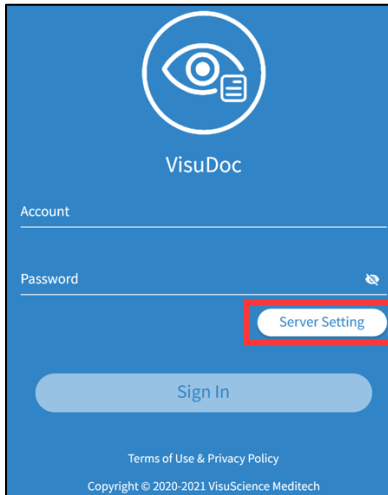 VisuDoc
Account
Password
Server Setting
Sign In
Terms of Use & Privacy Policy
Copyright © 2020-2021 VisuScience Meditech